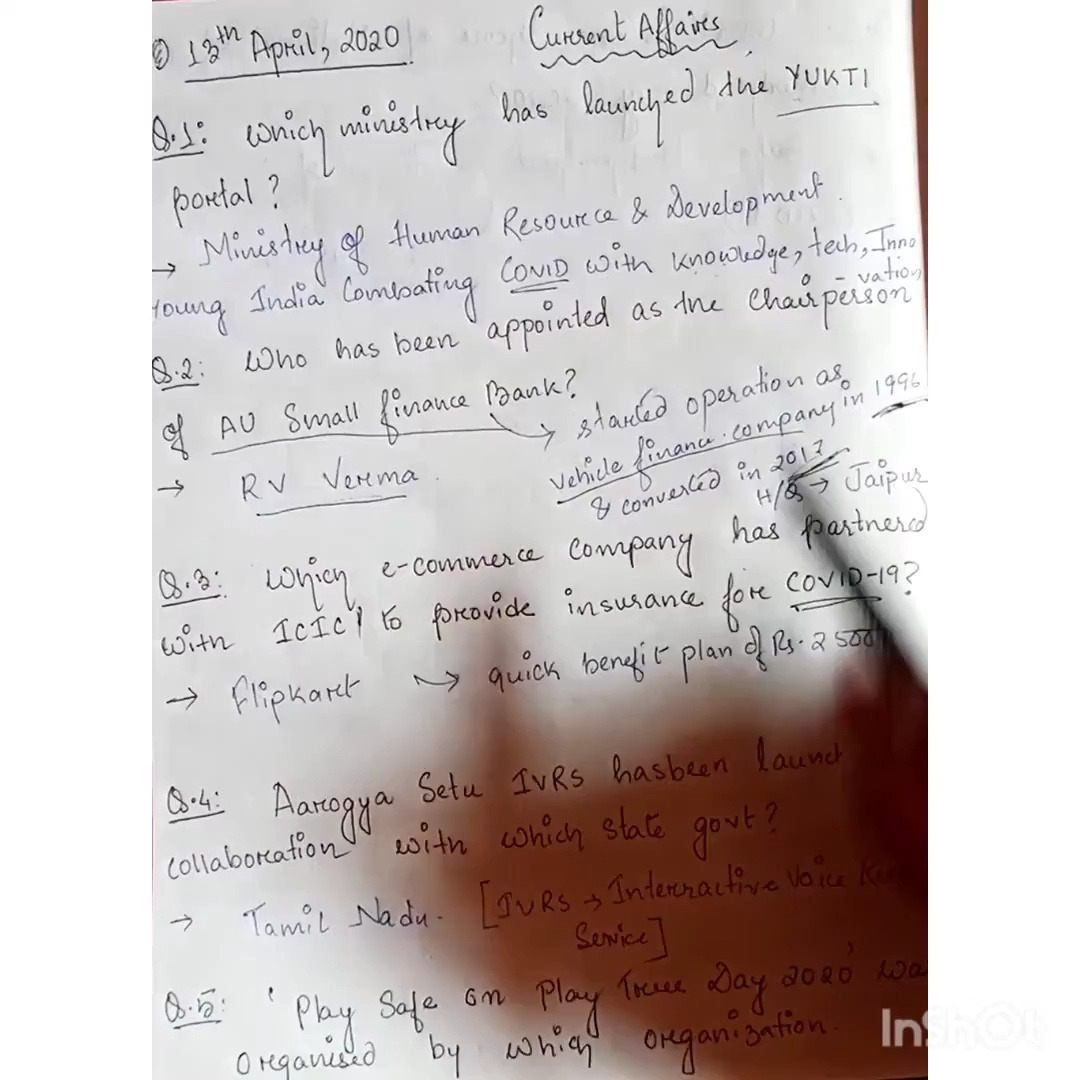 13th April, 2020
Current Affairs
Q.1: Which ministry has launched the YUKTI
portal?
→ Ministry of Human Resource & Development.
Young India Combating COVID with Knowledge, tech, Inno
- vation
Q.2: Who has been appointed as the Chairperson
of AU Small finance Bank?
→ started operation as
vehicle finance company in 1996
& converted in 2017
H/Q → Jaipur
→ RV Verma
Q.3: Which e-commerce company has partnered
with ICICI to provide insurance for COVID-19?
→ Flipkart → quick benefit plan of Rs. 2500
Q.4: Aarogya Setu IVRS hasbeen launch
collaboration with which state govt?
→ Tamil Nadu. [IVRS → Interractive Voice
Service]
Q.5: 'Play Safe on Play True Day 2020'
Organised by which organization.
InShOt